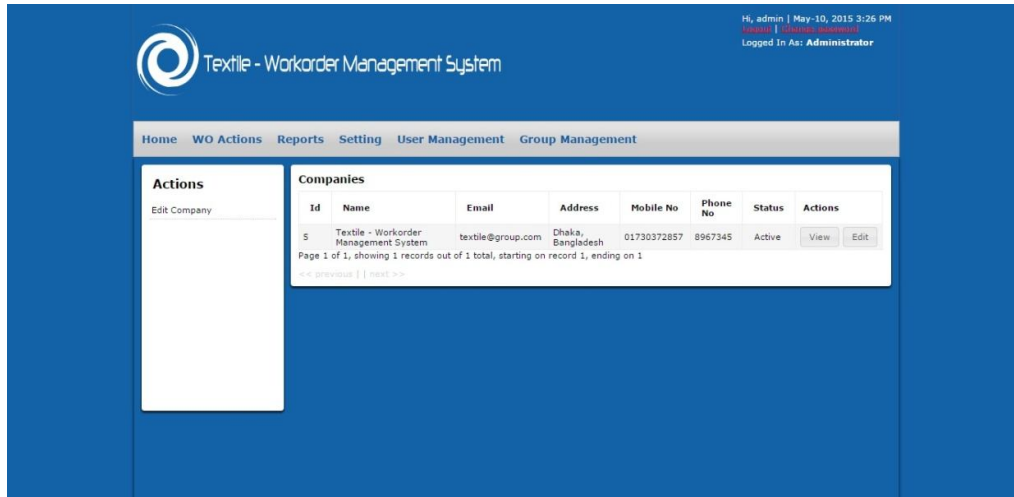 Hi, admin | May-10, 2015 3:26 PM
Logout | Change password
Logged In As: Administrator
Textile - Workorder Management System
Home WO Actions Reports Setting User Management Group Management
Actions
Edit Company
Companies
Id Name Email Address Mobile No Phone No Status Actions
5 Textile - Workorder Management System textile@group.com Dhaka, Bangladesh 01730372857 8967345 Active View Edit
Page 1 of 1, showing 1 records out of 1 total, starting on record 1, ending on 1
<< previous | | next >>